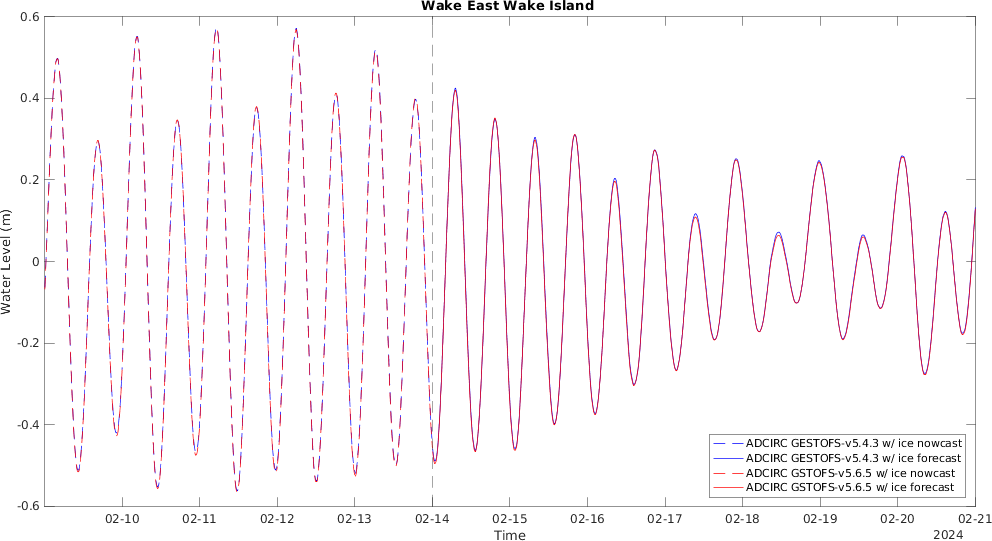 Wake East Wake Island
Water Level (m)
0.6
0.4
0.2
0
-0.2
-0.4
-0.6
ADCIRC GESTOFS-v5.4.3 w/ ice nowcast
ADCIRC GESTOFS-v5.4.3 w/ ice forecast
ADCIRC GSTOFS-v5.6.5 w/ ice nowcast
ADCIRC GSTOFS-v5.6.5 w/ ice forecast
02-10 02-11 02-12 02-13 02-14 02-15 02-16 02-17 02-18 02-19 02-20 02-21
Time
2024